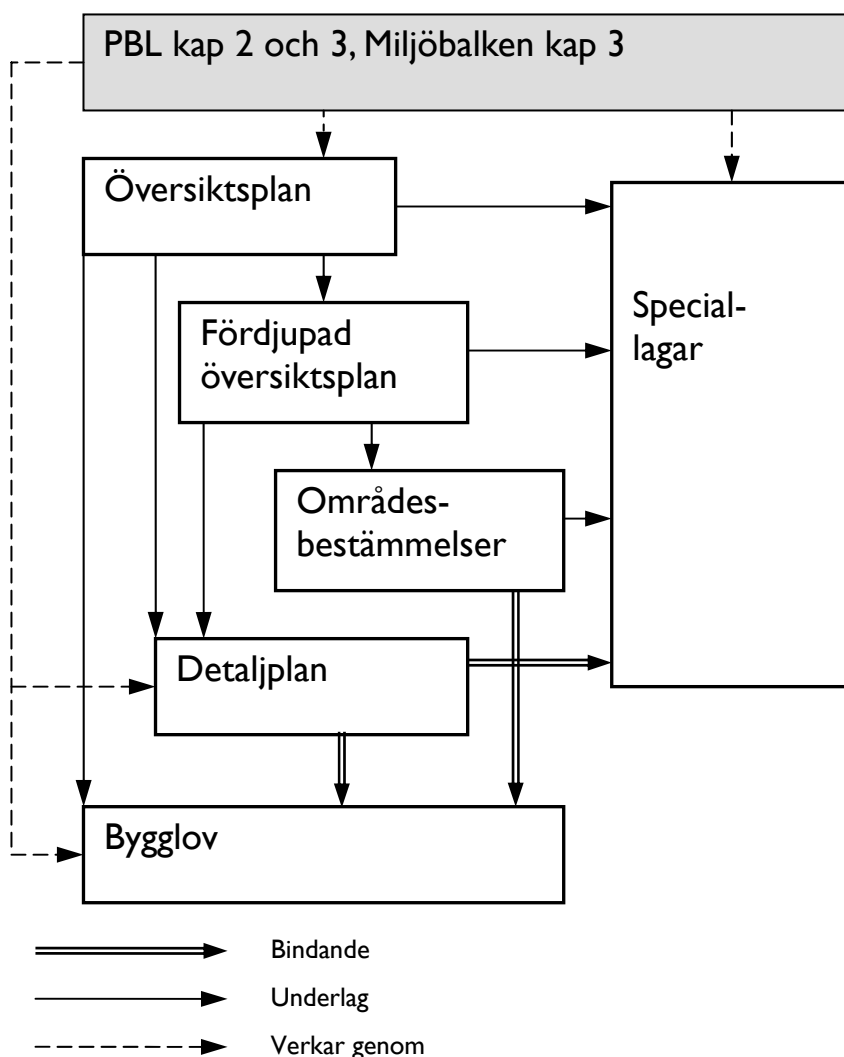 PBL kap 2 och 3, Miljöbalken kap 3
Översiktsplan
Fördjupad
översiktsplan
Special-
lagar
Områdes-
bestämmelser
Detaljplan
Bygglov
Bindande
Underlag
Verkar genom